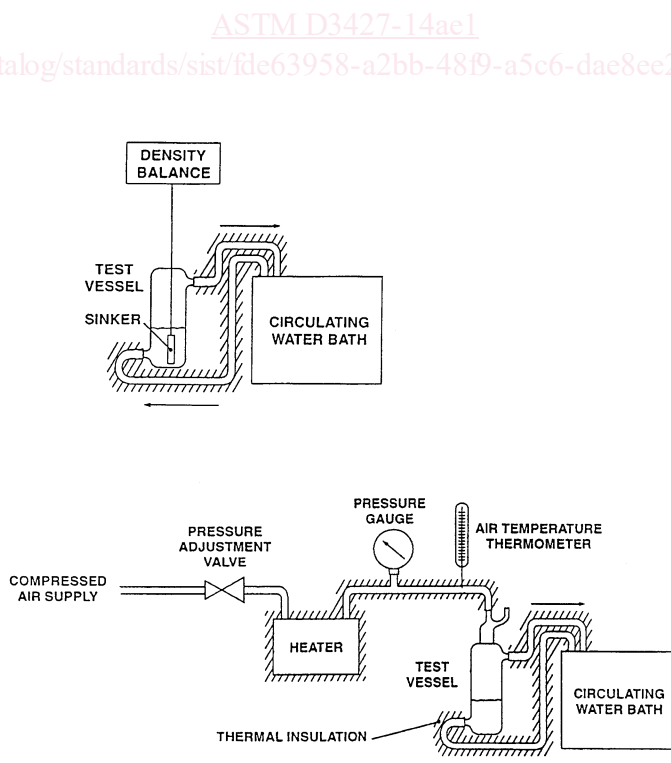 ASTM D3427-14ae1
talog/standards/sist/fde63958-a2bb-48f9-a5c6-dae8ee2
DENSITY
BALANCE
TEST
VESSEL
SINKER
CIRCULATING
WATER BATH
PRESSURE
GAUGE
PRESSURE
ADJUSTMENT
VALVE
AIR TEMPERATURE
THERMOMETER
COMPRESSED
AIR SUPPLY
HEATER
TEST
VESSEL
CIRCULATING
WATER BATH
THERMAL INSULATION